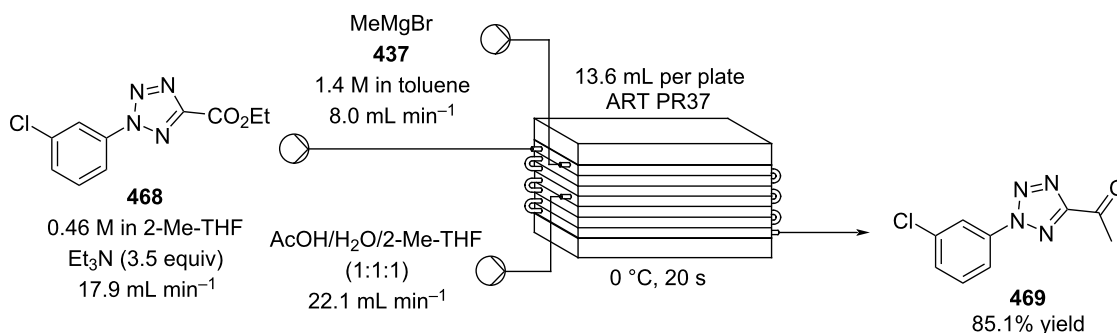 MeMgBr
437
1.4 M in toluene
8.0 mL min⁻¹
13.6 mL per plate
ART PR37
Cl
N
N
N
N
CO₂Et
468
0.46 M in 2-Me-THF
Et₃N (3.5 equiv)
17.9 mL min⁻¹
AcOH/H₂O/2-Me-THF
(1:1:1)
22.1 mL min⁻¹
0 °C, 20 s
Cl
N
N
N
N
O
469
85.1% yield